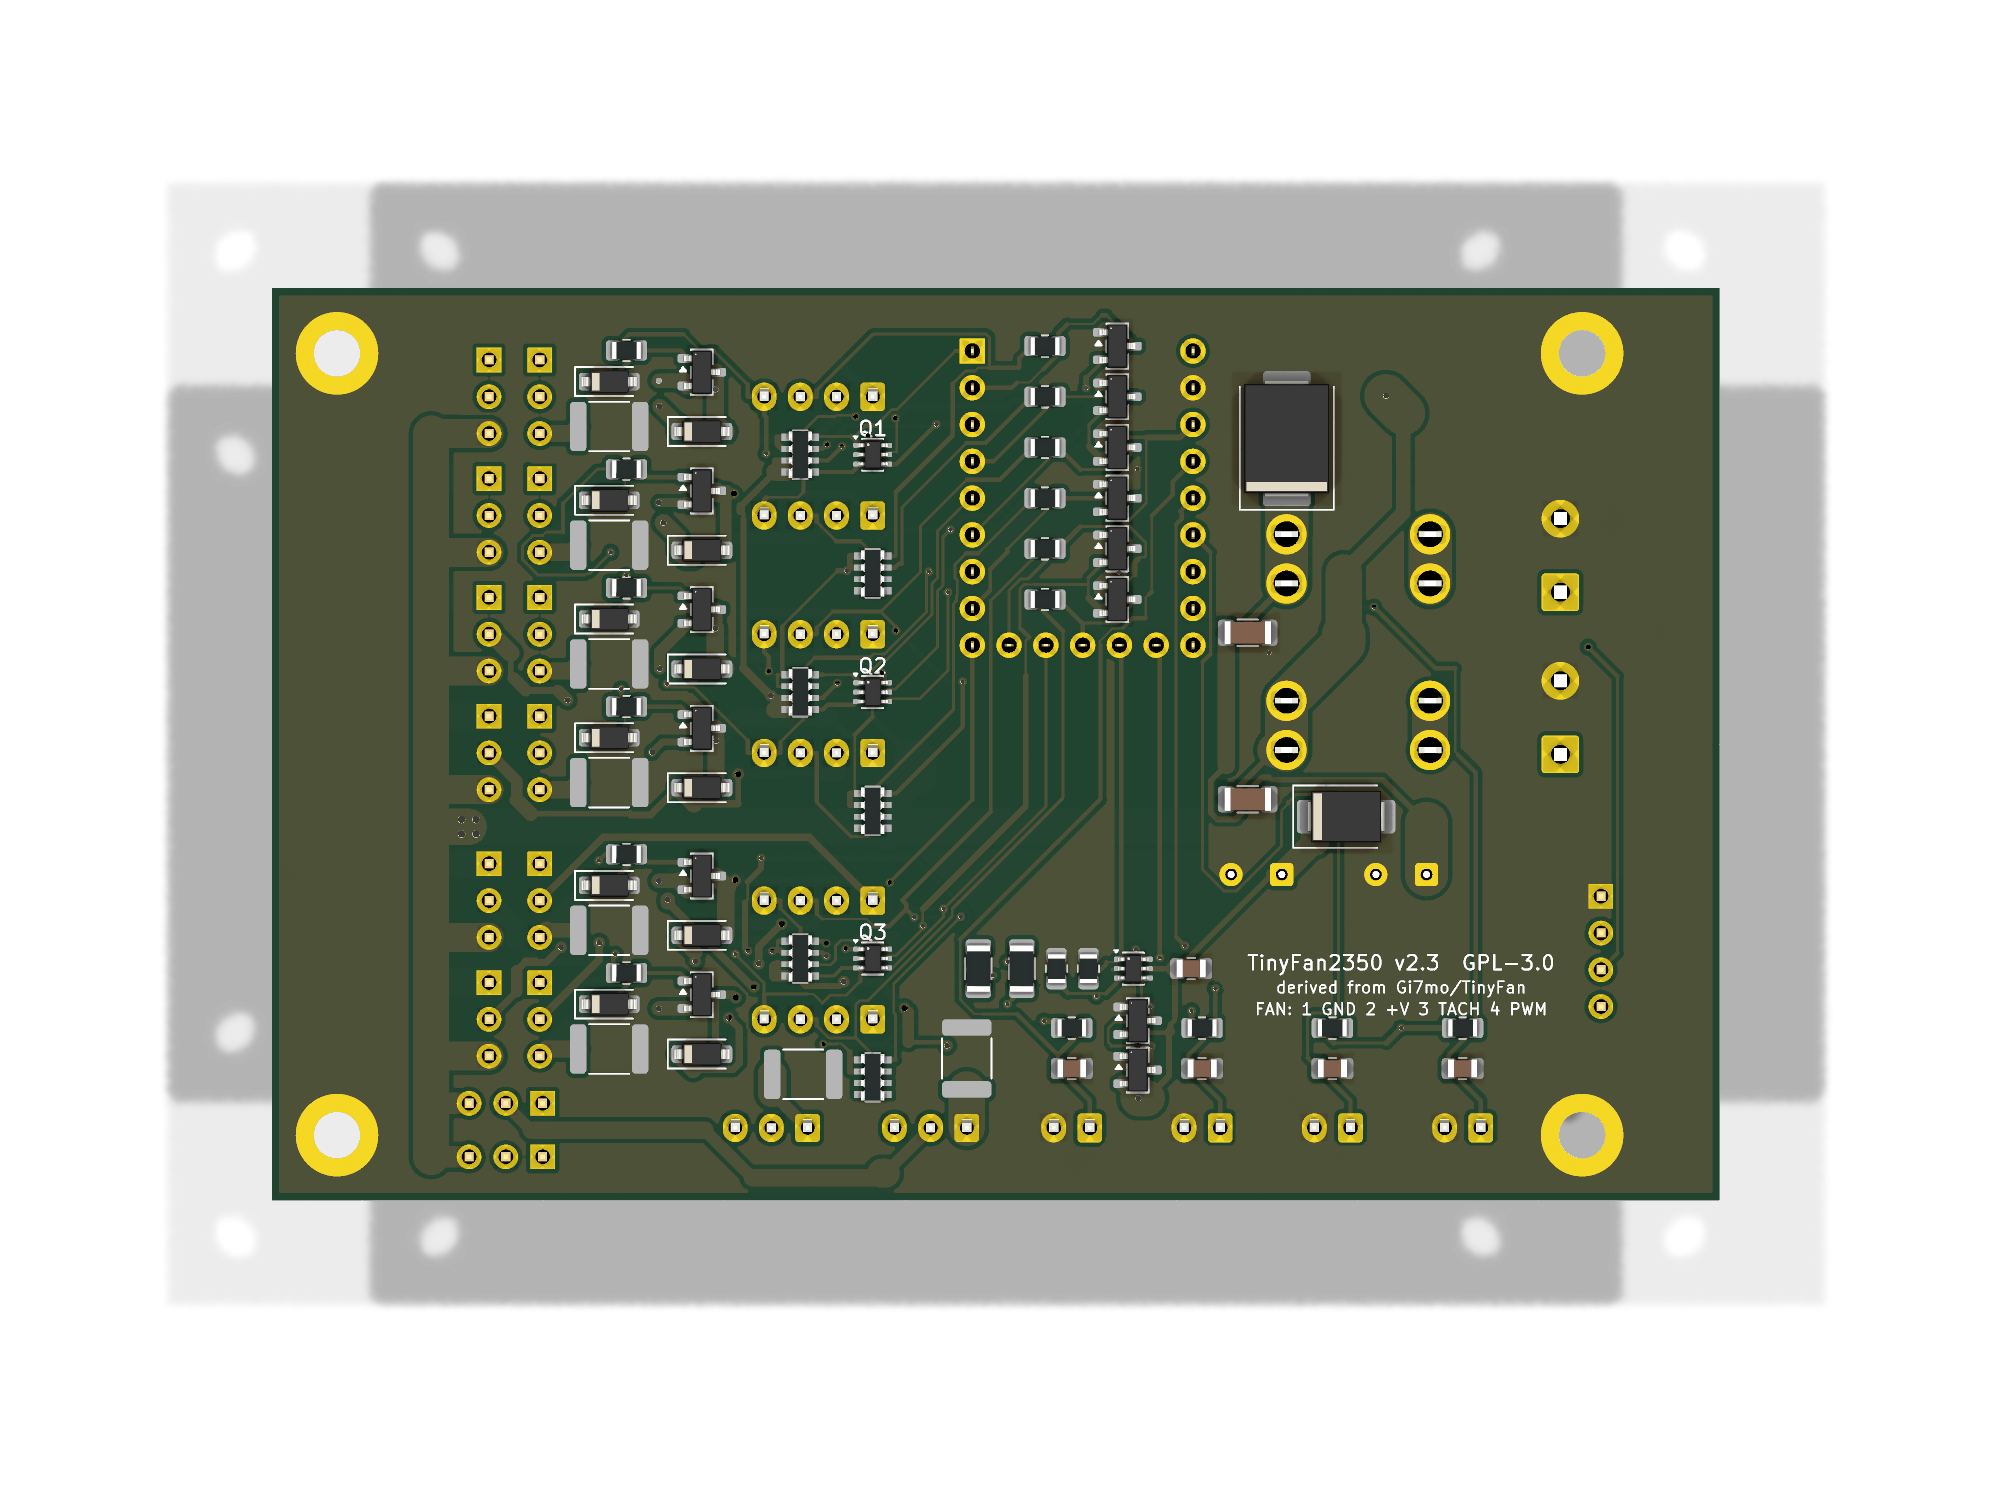 Q1
Q2
Q3
TinyFan2350 v2.3  GPL-3.0
derived from Gi7mo/TinyFan
FAN: 1 GND 2 +V 3 TACH 4 PWM